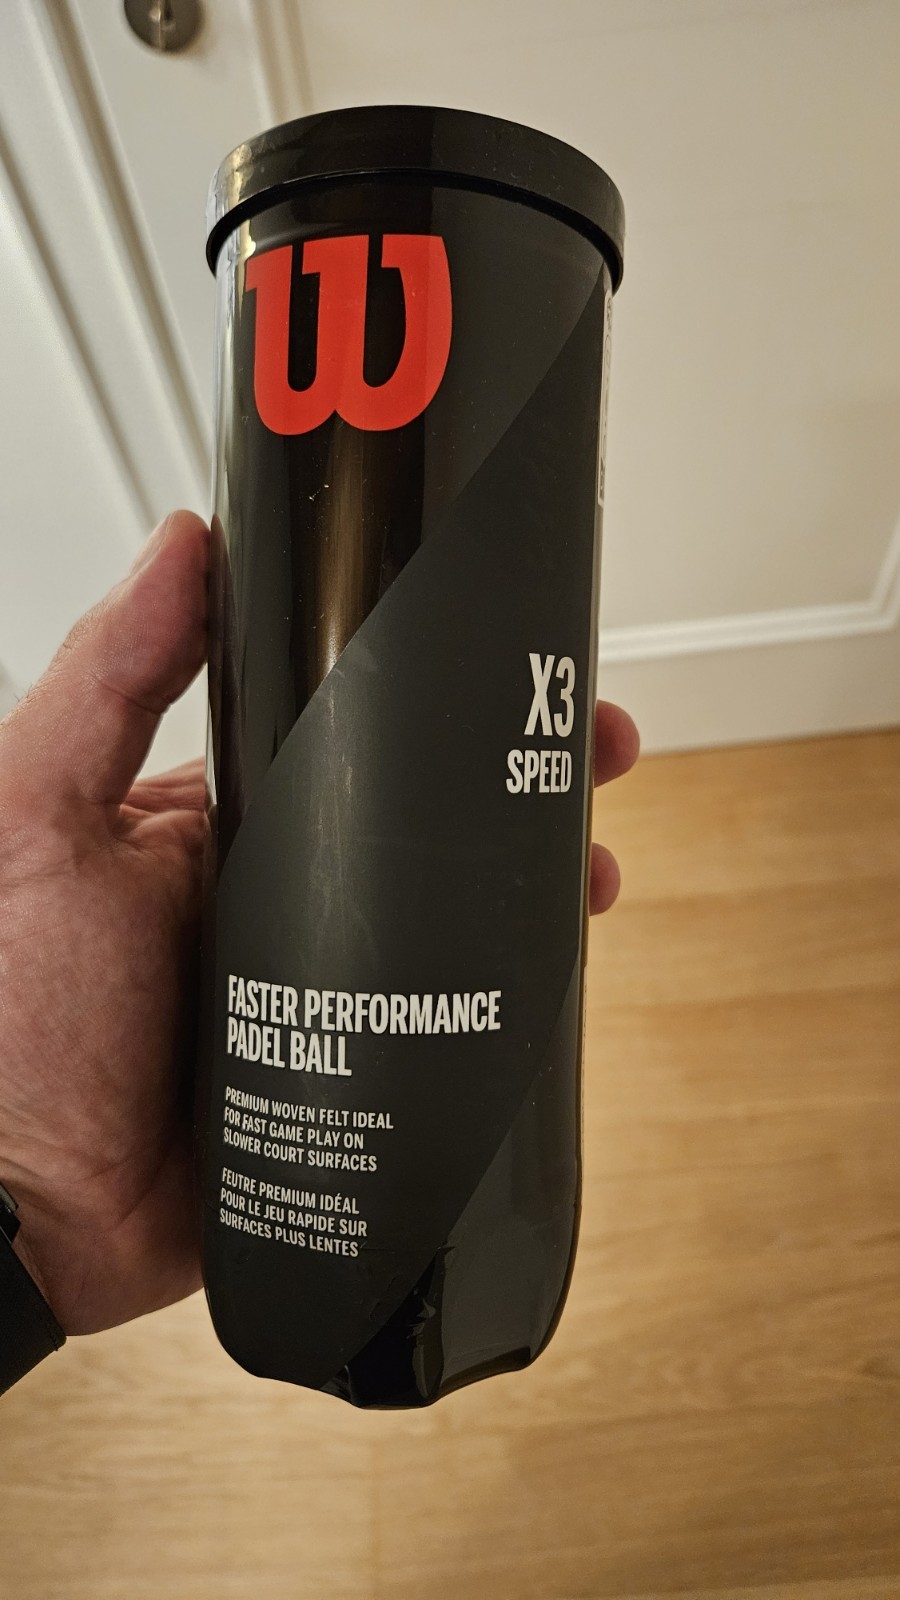 W
X3
SPEED
FASTER PERFORMANCE
PADEL BALL
PREMIUM WOVEN FELT IDEAL
FOR FAST GAME PLAY ON
SLOWER COURT SURFACES
FEUTRE PREMIUM IDÉAL
POUR LE JEU RAPIDE SUR
SURFACES PLUS LENTES